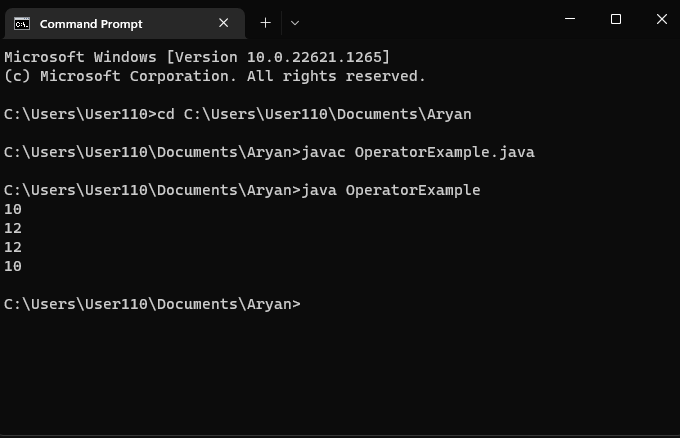 Command Prompt
Microsoft Windows [Version 10.0.22621.1265]
(c) Microsoft Corporation. All rights reserved.
C:\Users\User110>cd C:\Users\User110\Documents\Aryan
C:\Users\User110\Documents\Aryan>javac OperatorExample.java
C:\Users\User110\Documents\Aryan>java OperatorExample
10
12
12
10
C:\Users\User110\Documents\Aryan>